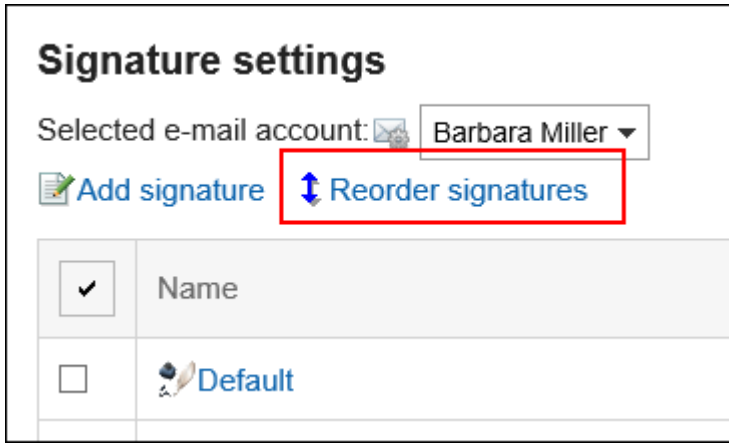 Signature settings
Selected e-mail account: Barbara Miller
Add signature Reorder signatures
Name
Default